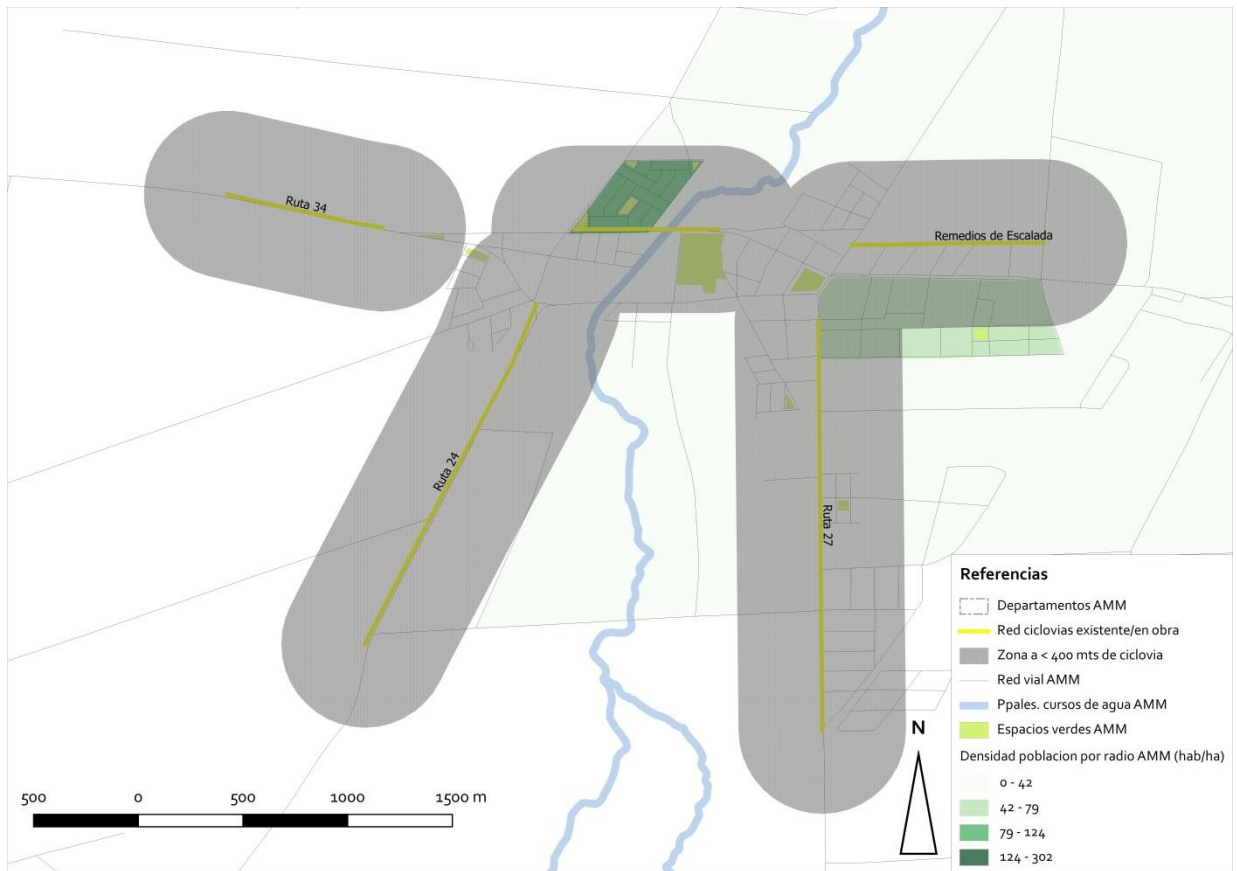 Ruta 34
Remedios de Escalada
Ruta 24
Ruta 27
500 0 500 1000 1500 m
N
Referencias
Departamentos AMM
Red ciclovias existente/en obra
Zona a < 400 mts de ciclovia
Red vial AMM
Ppales. cursos de agua AMM
Espacios verdes AMM
Densidad poblacion por radio AMM (hab/ha)
0 - 42
42 - 79
79 - 124
124 - 302